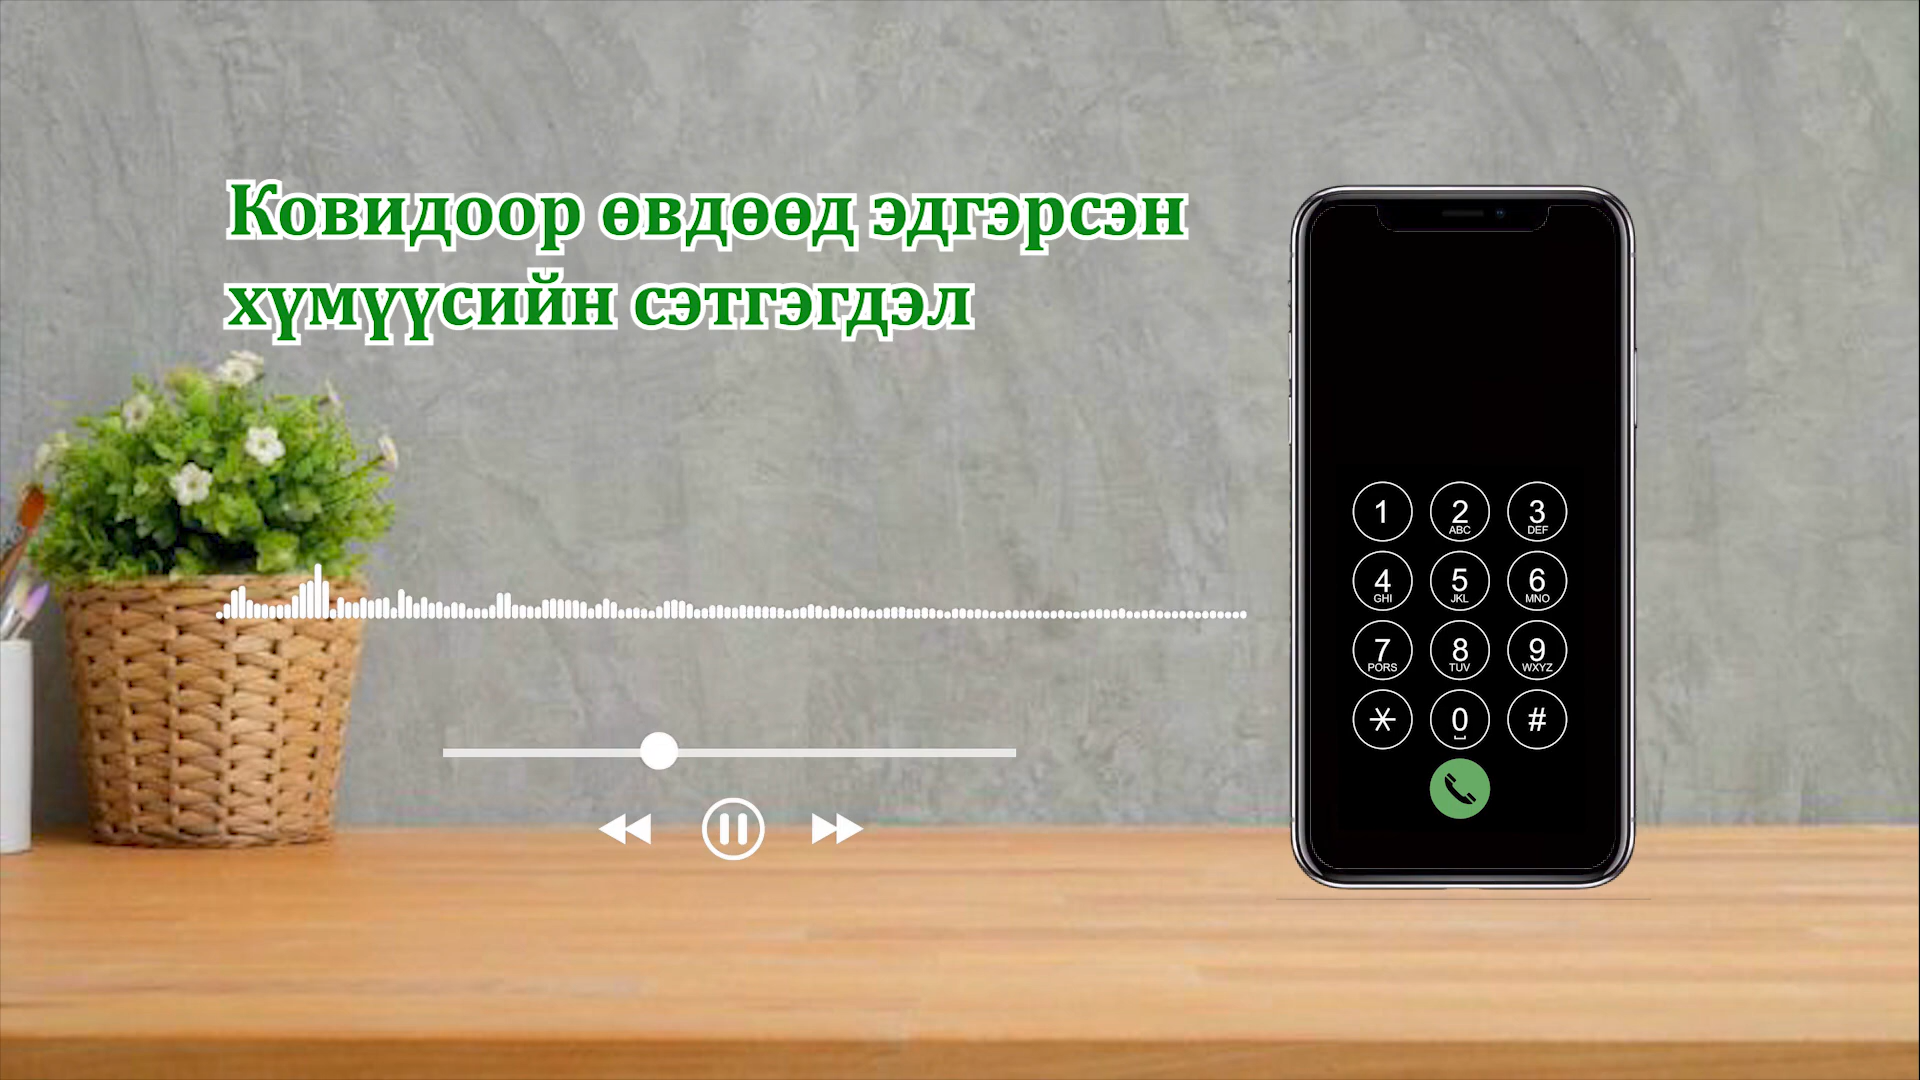 Ковидоор өвдөөд эдгэрсэн
хүмүүсийн сэтгэгдэл
1 2 3
ABC DEF
4 5 6
GHI JKL MNO
7 8 9
PORS TUV WXYZ
* 0 #